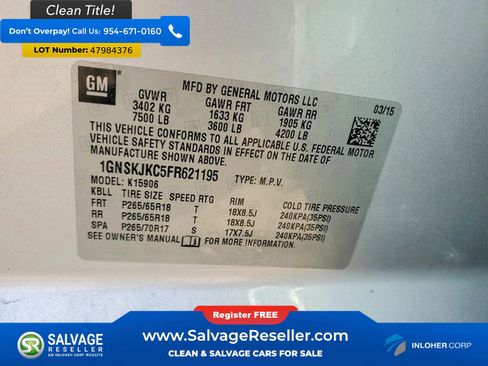 Clean Title!
Don't Overpay! Call Us: 954-671-0160
Lot Number: 47984376
GM
MFD BY GENERAL MOTORS LLC
03/15
GVWR GAWR FRT GAWR RR
3402 KG 1633 KG 1905 KG
7500 LB 3600 LB 4200 LB
THIS VEHICLE CONFORMS TO ALL APPLICABLE U.S. FEDERAL MOTOR
VEHICLE SAFETY STANDARDS IN EFFECT ON THE DATE OF
MANUFACTURE SHOWN ABOVE.
1GNSKJKC5FR621195 TYPE: M.P.V.
MODEL: K15906
KBLL TIRE SIZE SPEED RTG RIM COLD TIRE PRESSURE
FRT P265/65R18 T 18X8.5J 240KPA(35PSI)
RR P265/65R18 T 18X8.5J 240KPA(35PSI)
SPA P265/70R17 S 17X7.5J 240KPA(35PSI)
SEE OWNER'S MANUAL FOR MORE INFORMATION.
Register FREE
SALVAGE RESELLER
AN INLOHER CORP WEBSITE
www.SalvageReseller.com
CLEAN & SALVAGE CARS FOR SALE
INLOHER CORP